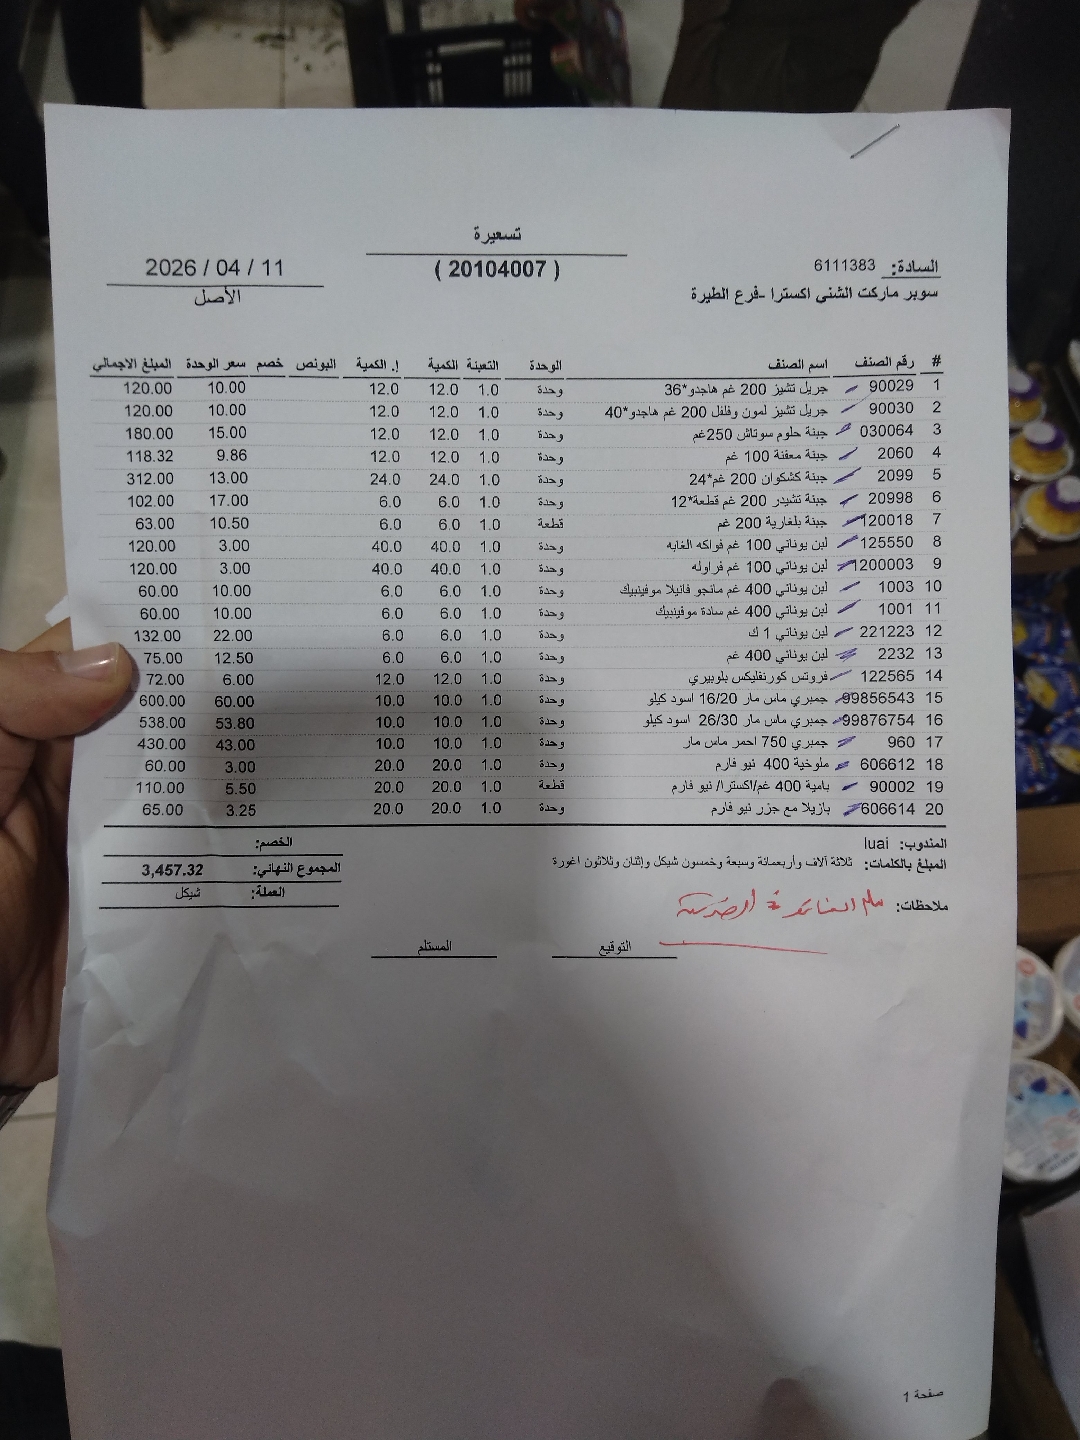 تسعيرة
( 20104007 )
2026 / 04 / 11
الأصل
السادة: 6111383
سوبر ماركت الشني اكسترا -فرع الطيرة
# رقم الصنف اسم الصنف الوحدة التعبئة الكمية إ. الكمية البونص خصم سعر الوحدة المبلغ الاجمالي
1 90029 جريل تشيز 200 غم هاجدو*36 وحدة 1.0 12.0 12.0 10.00 120.00
2 90030 جريل تشيز لمون وفلفل 200 غم هاجدو*40 وحدة 1.0 12.0 12.0 10.00 120.00
3 030064 جبنة حلوم سوتاش 250غم وحدة 1.0 12.0 12.0 15.00 180.00
4 2060 جبنة معفنة 100 غم وحدة 1.0 12.0 12.0 9.86 118.32
5 2099 جبنة كشكوان 200 غم*24 وحدة 1.0 24.0 24.0 13.00 312.00
6 20998 جبنة تشيدر 200 غم قطعة*12 وحدة 1.0 6.0 6.0 17.00 102.00
7 120018 جبنة بلغارية 200 غم قطعة 1.0 6.0 6.0 10.50 63.00
8 125550 لبن يوناني 100 غم فواكه الغابه وحدة 1.0 40.0 40.0 3.00 120.00
9 1200003 لبن يوناني 100 غم فراوله وحدة 1.0 40.0 40.0 3.00 120.00
10 1003 لبن يوناني 400 غم مانجو فانيلا موفينبيك وحدة 1.0 6.0 6.0 10.00 60.00
11 1001 لبن يوناني 400 غم سادة موفينبيك وحدة 1.0 6.0 6.0 10.00 60.00
12 221223 لبن يوناني 1 ك وحدة 1.0 6.0 6.0 22.00 132.00
13 2232 لبن يوناني 400 غم وحدة 1.0 6.0 6.0 12.50 75.00
14 122565 فروتس كورنفليكس بلوبيري وحدة 1.0 12.0 12.0 6.00 72.00
15 99856543 جمبري ماس مار 16/20 اسود كيلو وحدة 1.0 10.0 10.0 60.00 600.00
16 99876754 جمبري ماس مار 26/30 اسود كيلو وحدة 1.0 10.0 10.0 53.80 538.00
17 960 جمبري 750 احمر ماس مار وحدة 1.0 10.0 10.0 43.00 430.00
18 606612 ملوخية 400 نيو فارم وحدة 1.0 20.0 20.0 3.00 60.00
19 90002 بامية 400 غم/اكسترا/ نيو فارم قطعة 1.0 20.0 20.0 5.50 110.00
20 606614 بازيلا مع جزر نيو فارم وحدة 1.0 20.0 20.0 3.25 65.00
المندوب: luai
المبلغ بالكلمات: ثلاثة آلاف وأربعمائة وسبعة وخمسون شيكل وإثنان وثلاثون اغورة
الخصم:
المجموع النهائي: 3,457.32
العملة: شيكل
ملاحظات:
التوقيع
المستلم
صفحة 1